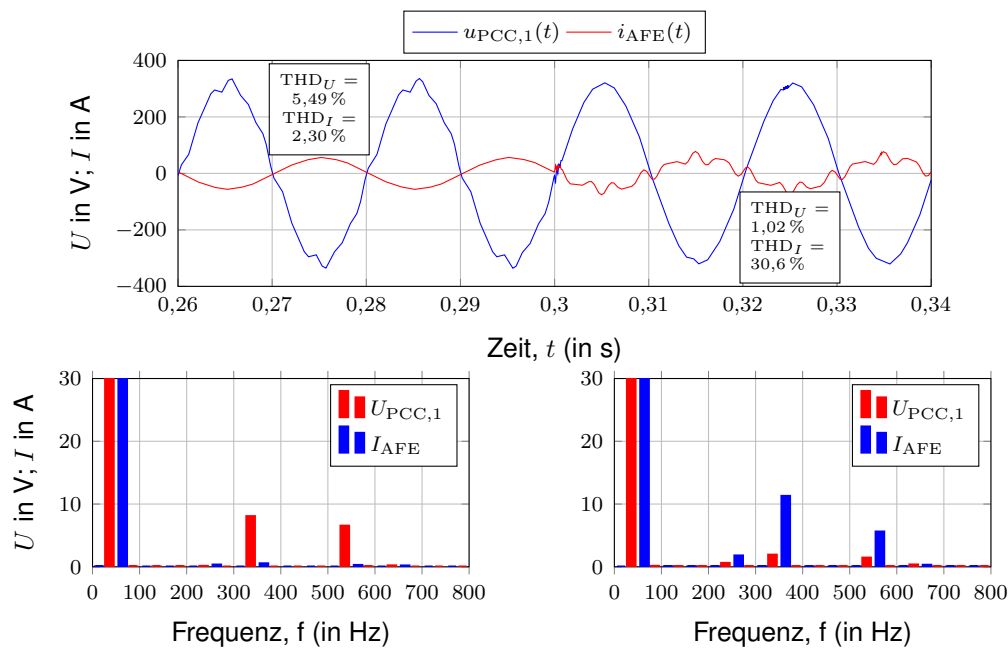 u_PCC,1(t) i_AFE(t)
U in V; I in A
400
200
0
−200
−400
THD_U =
5,49 %
THD_I =
2,30 %
THD_U =
1,02 %
THD_I =
30,6 %
0,26 0,27 0,28 0,29 0,3 0,31 0,32 0,33 0,34
Zeit, t (in s)
U in V; I in A
30
20
10
0
U_PCC,1
I_AFE
0 100 200 300 400 500 600 700 800
Frequenz, f (in Hz)
30
20
10
0
U_PCC,1
I_AFE
0 100 200 300 400 500 600 700 800
Frequenz, f (in Hz)